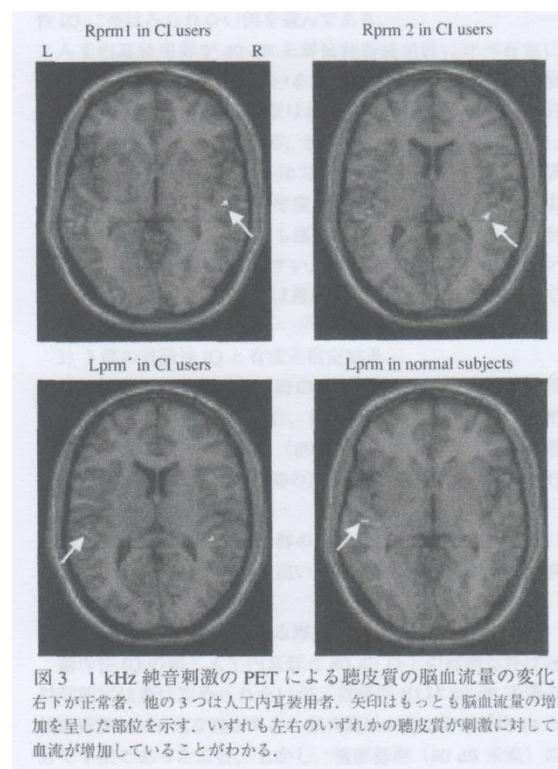 Rprm1 in CI users
Rprm 2 in CI users
L
R
Lprm′ in CI users
Lprm in normal subjects
図 3 1 kHz 純音刺激の PET による聴皮質の脳血流量の変化
右下が正常者,他の 3 つは人工内耳装用者.矢印はもっとも脳血流量の増
加を呈した部位を示す.いずれも左右のいずれかの聴皮質が刺激に対して
血流が増加していることがわかる.